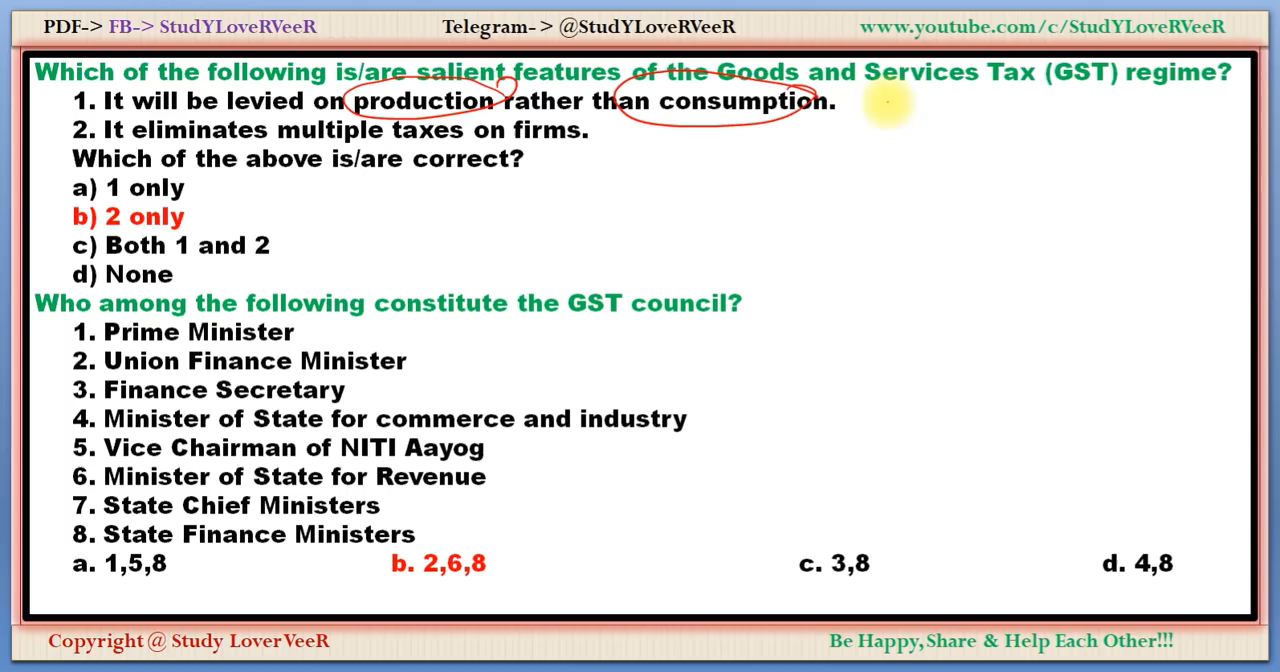 PDF-> FB-> StudYLoveRVeeR Telegram- > @StudYLoveRVeeR www.youtube.com/c/StudYLoveRVeeR
Which of the following is/are salient features of the Goods and Services Tax (GST) regime?
1. It will be levied on production rather than consumption.
2. It eliminates multiple taxes on firms.
Which of the above is/are correct?
a) 1 only
b) 2 only
c) Both 1 and 2
d) None
Who among the following constitute the GST council?
1. Prime Minister
2. Union Finance Minister
3. Finance Secretary
4. Minister of State for commerce and industry
5. Vice Chairman of NITI Aayog
6. Minister of State for Revenue
7. State Chief Ministers
8. State Finance Ministers
a. 1,5,8 b. 2,6,8 c. 3,8 d. 4,8
Copyright @ Study LoverVeeR Be Happy,Share & Help Each Other!!!